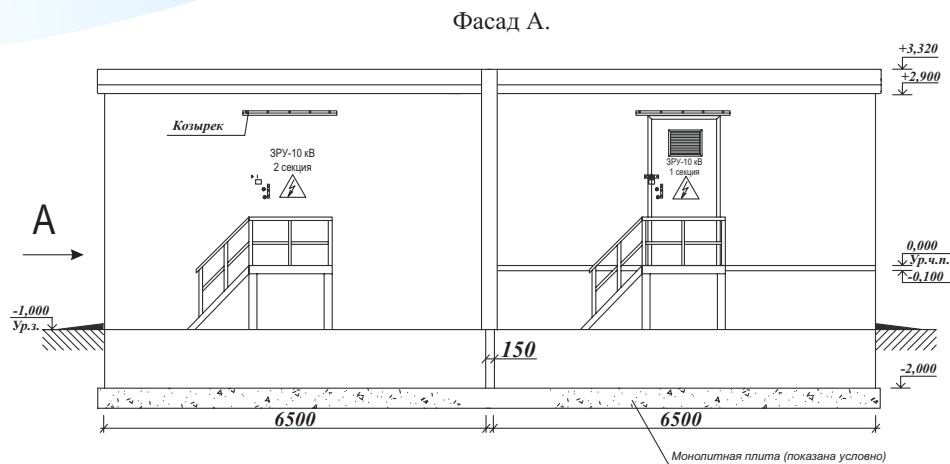 Фасад А.
+3,320
+2,900
Козырек
ЗРУ-10 кВ
2 секция
ЗРУ-10 кВ
1 секция
А
0,000
Ур.ч.п.
-0,100
-1,000
Ур.з.
150
-2,000
6500
6500
Монолитная плита (показана условно)